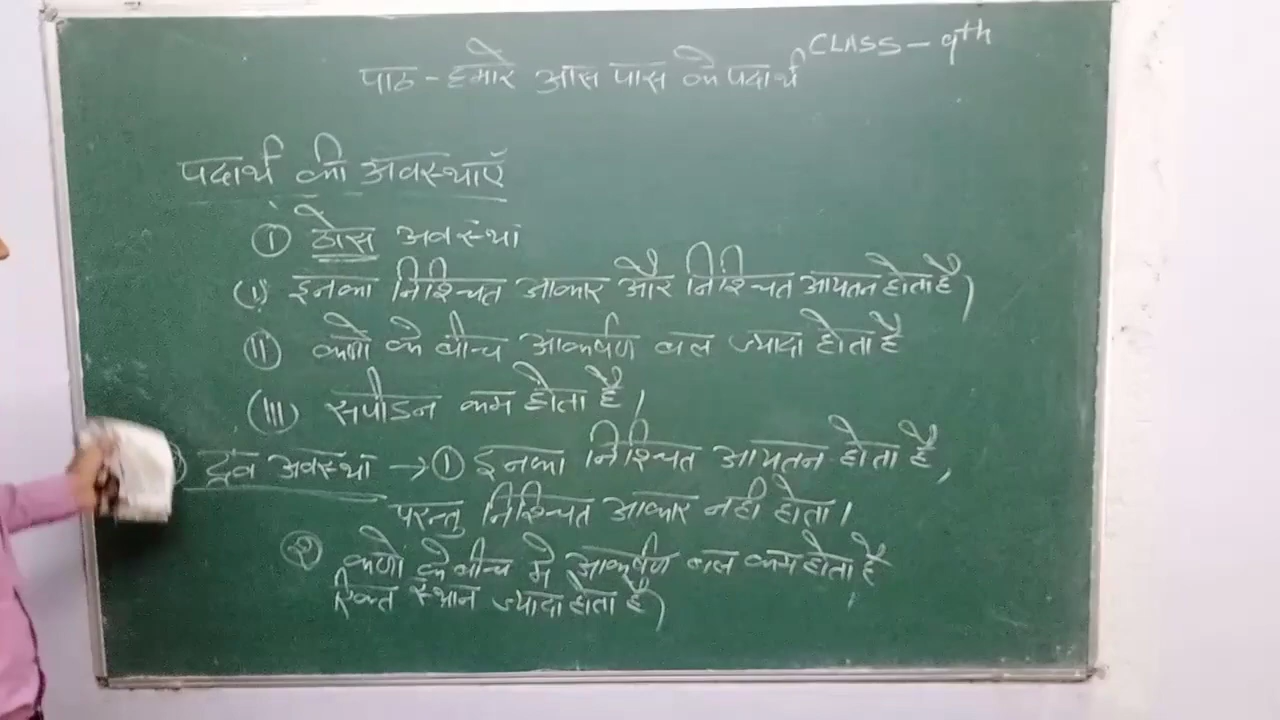 CLASS - 9th
पाठ - हमारे आस पास के पदार्थ
पदार्थ की अवस्थाएँ
① ठोस अवस्था
(i) इनका निश्चित आकार और निश्चित आयतन होता है।
(II) कणो के बीच आकर्षण बल ज्यादा होता है
(III) सपीडन कम होता है।
द्रव अवस्था → ① इनका निश्चित आयतन होता है,
परन्तु निश्चित आकार नही होता।
② कणो के बीच मे आकर्षण बल कम होता है
रिक्त स्थान ज्यादा होता है।